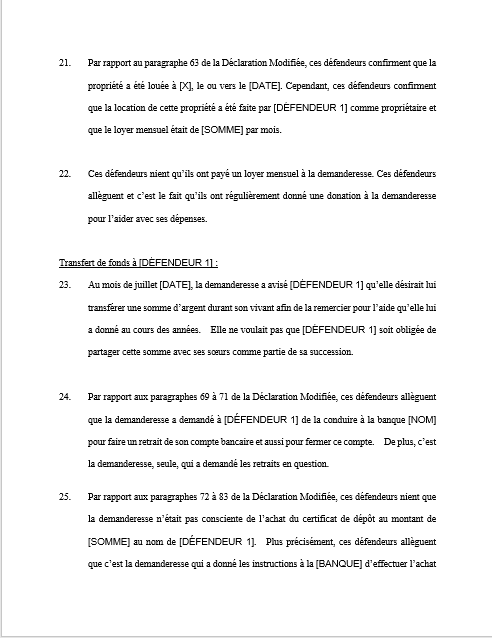 21. Par rapport au paragraphe 63 de la Déclaration Modifiée, ces défendeurs confirment que la
propriété a été louée à [X], le ou vers le [DATE]. Cependant, ces défendeurs confirment
que la location de cette propriété a été faite par [DÉFENDEUR 1] comme propriétaire et
que le loyer mensuel était de [SOMME] par mois.
22. Ces défendeurs nient qu'ils ont payé un loyer mensuel à la demanderesse. Ces défendeurs
allèguent et c'est le fait qu'ils ont régulièrement donné une donation à la demanderesse
pour l'aider avec ses dépenses.
Transfert de fonds à [DÉFENDEUR 1] :
23. Au mois de juillet [DATE], la demanderesse a avisé [DÉFENDEUR 1] qu'elle désirait lui
transférer une somme d'argent durant son vivant afin de la remercier pour l'aide qu'elle lui
a donné au cours des années. Elle ne voulait pas que [DÉFENDEUR 1] soit obligée de
partager cette somme avec ses sœurs comme partie de sa succession.
24. Par rapport aux paragraphes 69 à 71 de la Déclaration Modifiée, ces défendeurs allèguent
que la demanderesse a demandé à [DÉFENDEUR 1] de la conduire à la banque [NOM]
pour faire un retrait de son compte bancaire et aussi pour fermer ce compte. De plus, c'est
la demanderesse, seule, qui a demandé les retraits en question.
25. Par rapport aux paragraphes 72 à 83 de la Déclaration Modifiée, ces défendeurs nient que
la demanderesse n'était pas consciente de l'achat du certificat de dépôt au montant de
[SOMME] au nom de [DÉFENDEUR 1]. Plus précisément, ces défendeurs allèguent
que c'est la demanderesse qui a donné les instructions à la [BANQUE] d'effectuer l'achat